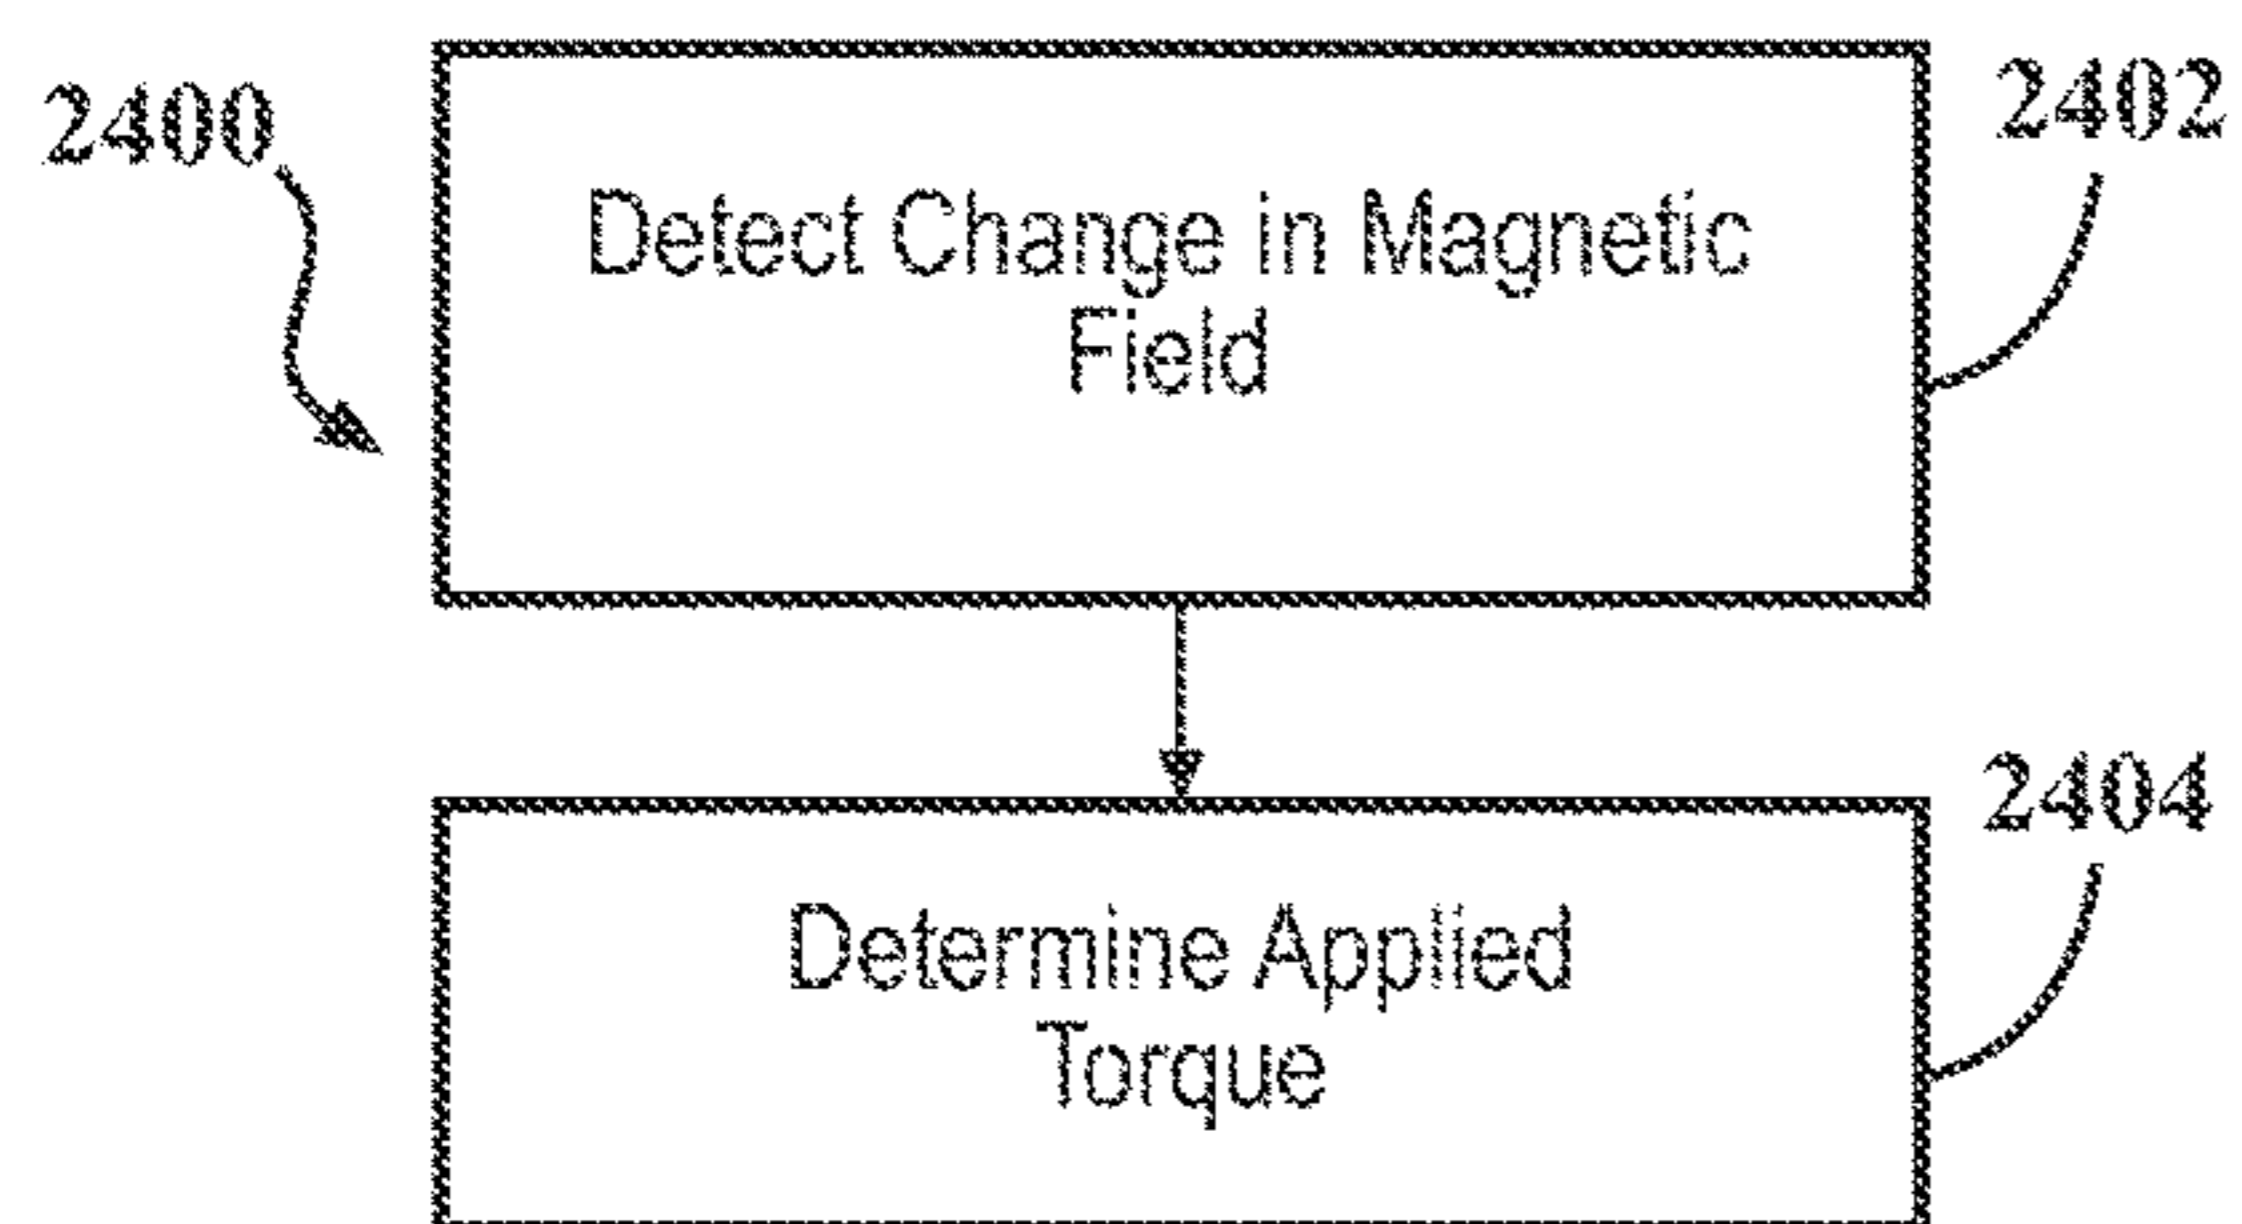 2400
2402
Detect Change in Magnetic
Field
2404
Determine Applied
Torque